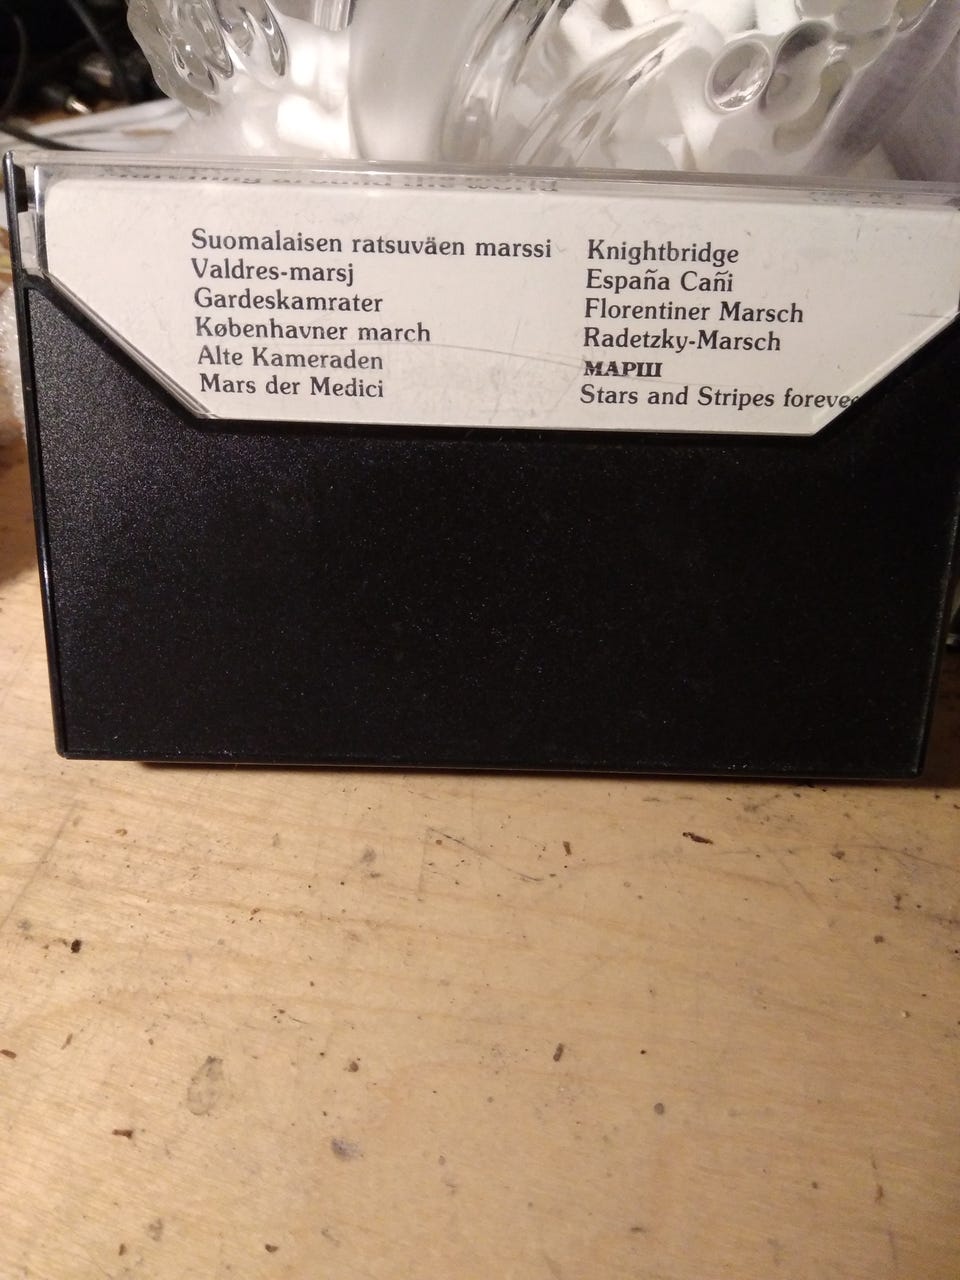 Suomalaisen ratsuväen marssi
Valdres-marsj
Gardeskamrater
Københavner march
Alte Kameraden
Mars der Medici
Knightbridge
España Cañi
Florentiner Marsch
Radetzky-Marsch
МАРШ
Stars and Stripes forever